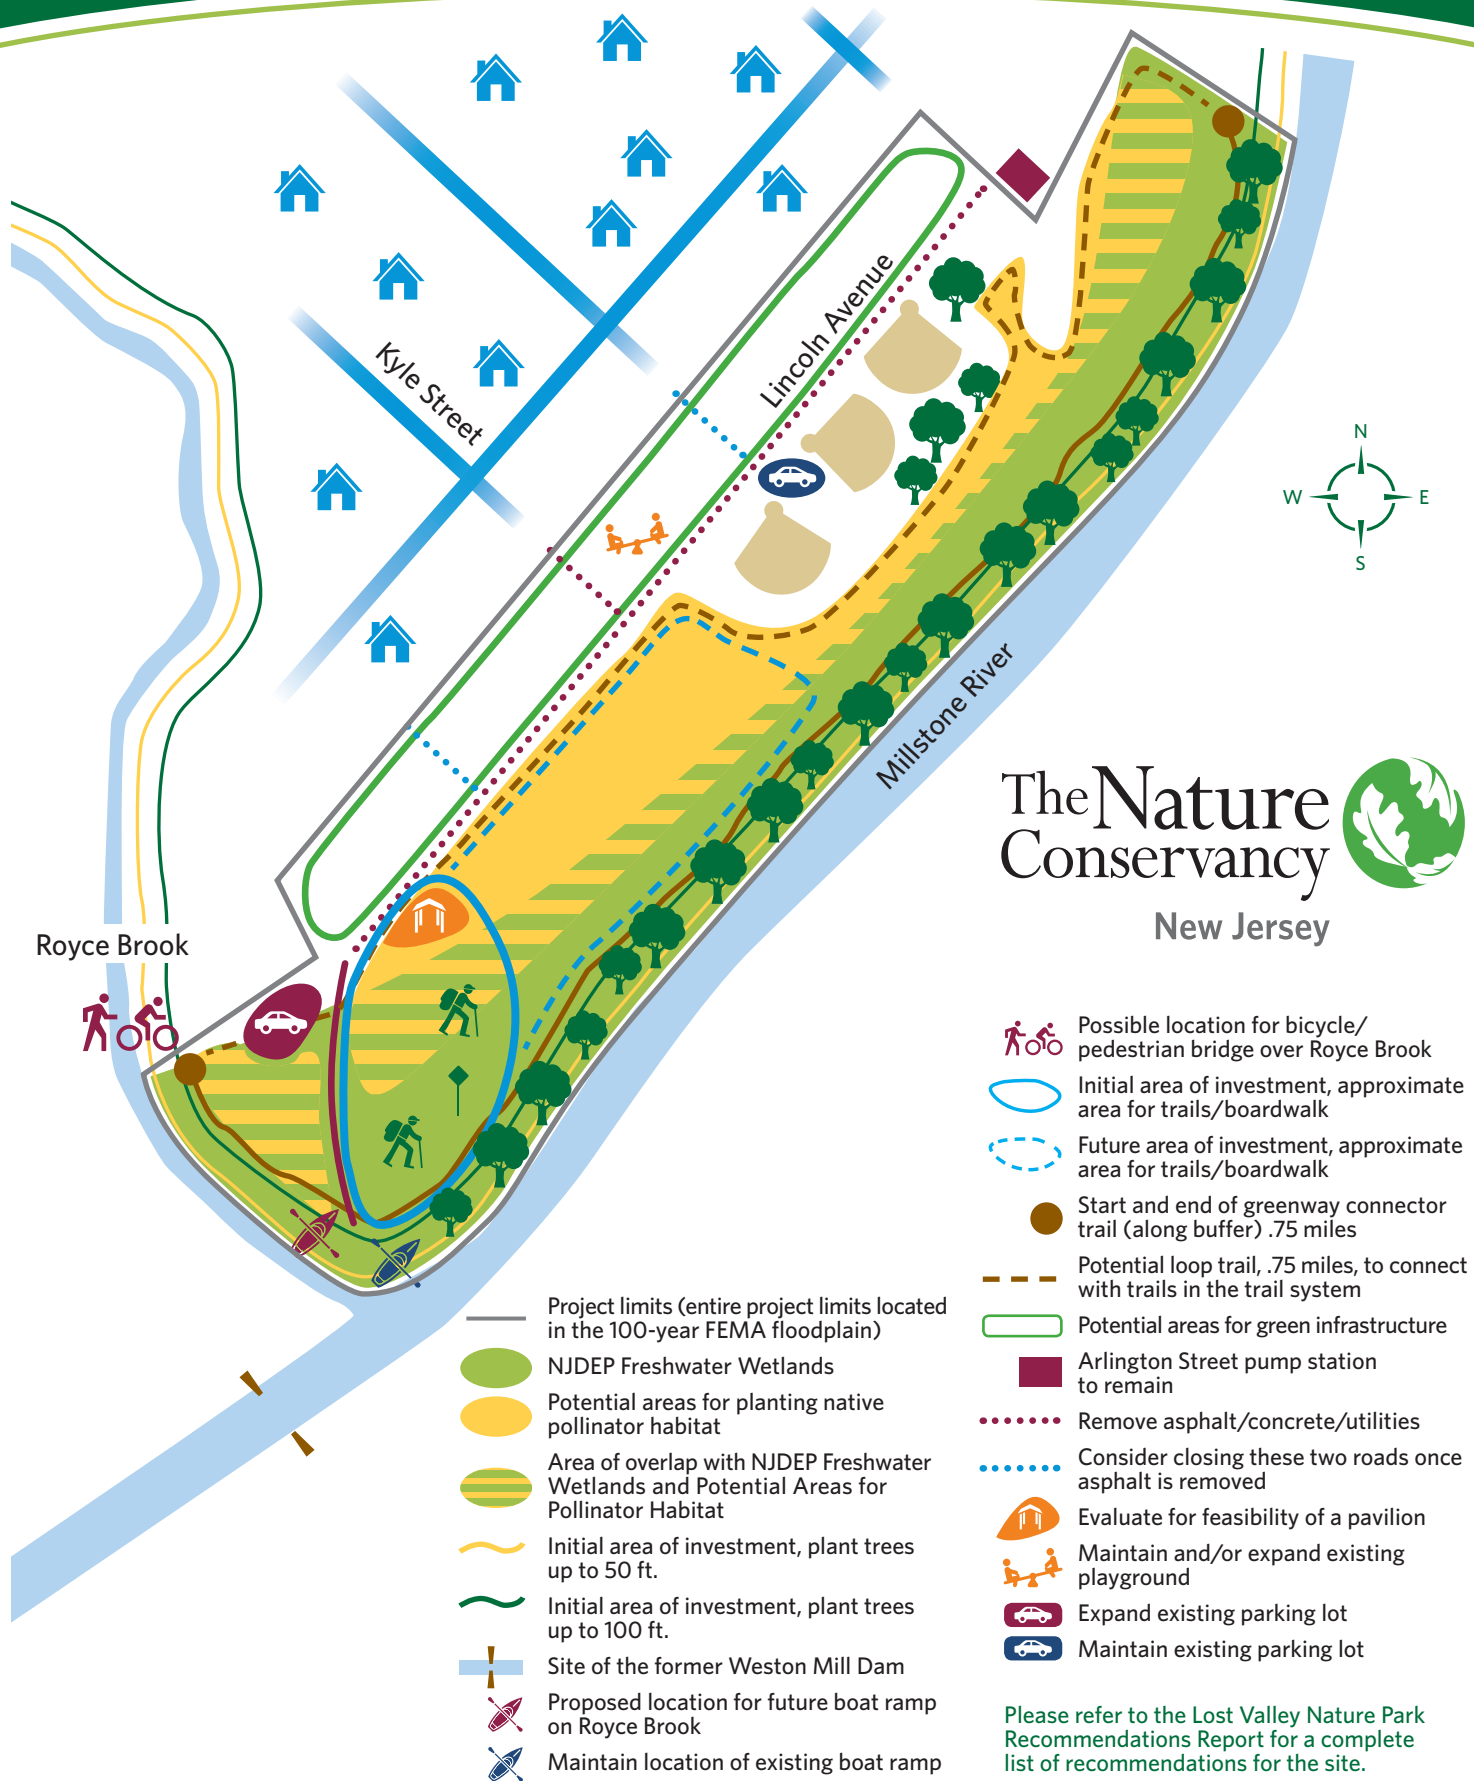 Lincoln Avenue
Kyle Street
N
W
E
S
Millstone River
The Nature
Conservancy
New Jersey
Royce Brook
Project limits (entire project limits located
in the 100-year FEMA floodplain)
NJDEP Freshwater Wetlands
Potential areas for planting native
pollinator habitat
Area of overlap with NJDEP Freshwater
Wetlands and Potential Areas for
Pollinator Habitat
Initial area of investment, plant trees
up to 50 ft.
Initial area of investment, plant trees
up to 100 ft.
Site of the former Weston Mill Dam
Proposed location for future boat ramp
on Royce Brook
Maintain location of existing boat ramp
Possible location for bicycle/
pedestrian bridge over Royce Brook
Initial area of investment, approximate
area for trails/boardwalk
Future area of investment, approximate
area for trails/boardwalk
Start and end of greenway connector
trail (along buffer) .75 miles
Potential loop trail, .75 miles, to connect
with trails in the trail system
Potential areas for green infrastructure
Arlington Street pump station
to remain
Remove asphalt/concrete/utilities
Consider closing these two roads once
asphalt is removed
Evaluate for feasibility of a pavilion
Maintain and/or expand existing
playground
Expand existing parking lot
Maintain existing parking lot
Please refer to the Lost Valley Nature Park
Recommendations Report for a complete
list of recommendations for the site.